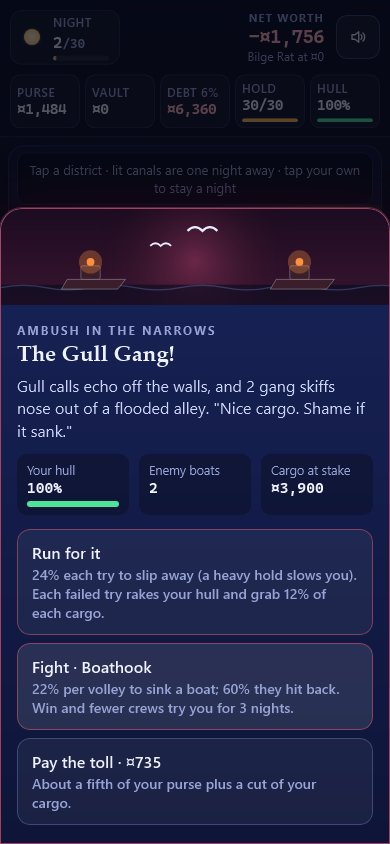 NIGHT
2/30
NET WORTH
−¤1,756
Bilge Rat at ¤0
PURSE
¤1,484
VAULT
¤0
DEBT 6%
¤6,360
HOLD
30/30
HULL
100%
Tap a district · lit canals are one night away · tap your own
to stay a night
AMBUSH IN THE NARROWS
The Gull Gang!
Gull calls echo off the walls, and 2 gang skiffs
nose out of a flooded alley. "Nice cargo. Shame if
it sank."
Your hull
100%
Enemy boats
2
Cargo at stake
¤3,900
Run for it
24% each try to slip away (a heavy hold slows you).
Each failed try rakes your hull and grab 12% of
each cargo.
Fight · Boathook
22% per volley to sink a boat; 60% they hit back.
Win and fewer crews try you for 3 nights.
Pay the toll · ¤735
About a fifth of your purse plus a cut of your
cargo.